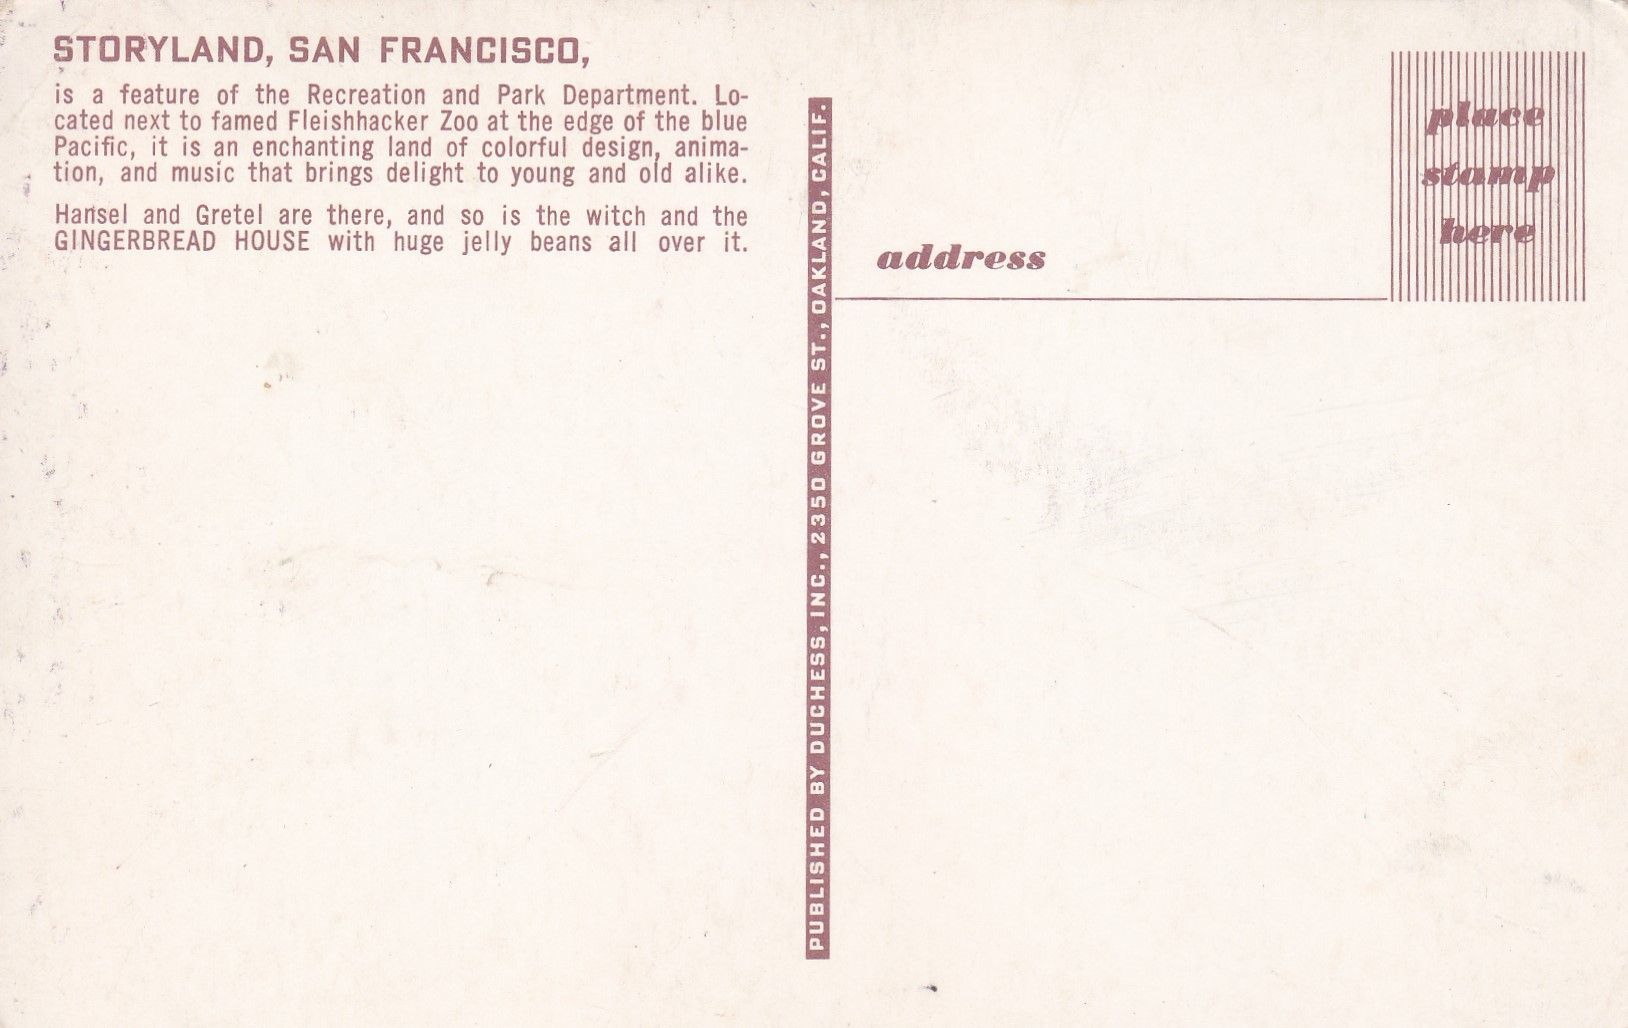 STORYLAND, SAN FRANCISCO,
is a feature of the Recreation and Park Department. Lo-
cated next to famed Fleishhacker Zoo at the edge of the blue
Pacific, it is an enchanting land of colorful design, anima-
tion, and music that brings delight to young and old alike.
Hansel and Gretel are there, and so is the witch and the
GINGERBREAD HOUSE with huge jelly beans all over it.
PUBLISHED BY DUCHESS, INC., 2350 GROVE ST., OAKLAND, CALIF.
place
stamp
here
address